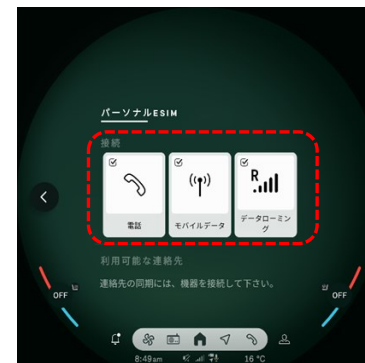 パーソナルESIM
接続
電話
モバイルデータ
R
データローミン
グ
利用可能な連絡先
連絡先の同期には、機器を接続して下さい。
OFF
OFF
8:49am
16 °C